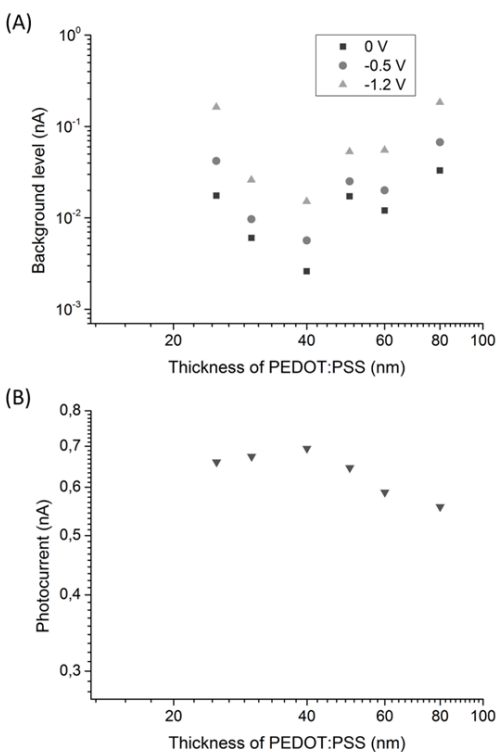 (A)
10⁰
0 V
-0.5 V
-1.2 V
10⁻¹
10⁻²
10⁻³
Background level (nA)
20 40 60 80 100
Thickness of PEDOT:PSS (nm)
(B)
0,8
0,7
0,6
0,5
0,4
0,3
Photocurrent (nA)
20 40 60 80 100
Thickness of PEDOT:PSS (nm)